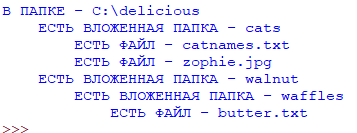 В ПАПКЕ - C:\delicious
ЕСТЬ ВЛОЖЕННАЯ ПАПКА - cats
ЕСТЬ ФАЙЛ - catnames.txt
ЕСТЬ ФАЙЛ - zophie.jpg
ЕСТЬ ВЛОЖЕННАЯ ПАПКА - walnut
ЕСТЬ ВЛОЖЕННАЯ ПАПКА - waffles
ЕСТЬ ФАЙЛ - butter.txt
>>>